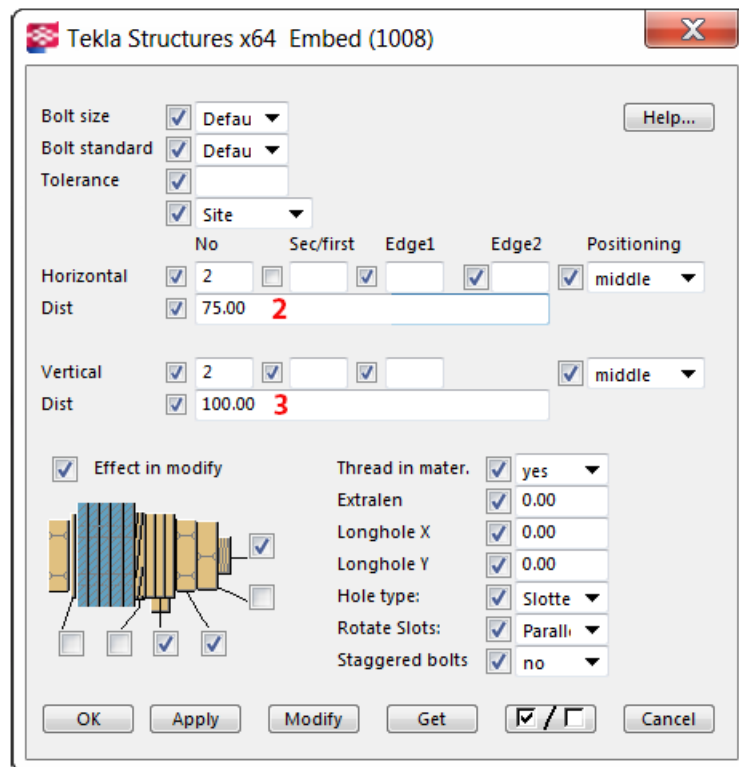 Tekla Structures x64 Embed (1008)
Bolt size Defau Help...
Bolt standard Defau
Tolerance
Site
No Sec/first Edge1 Edge2 Positioning
Horizontal 2 middle
Dist 75.00 2
Vertical 2 middle
Dist 100.00 3
Effect in modify Thread in mater. yes
Extralen 0.00
Longhole X 0.00
Longhole Y 0.00
Hole type: Slotte
Rotate Slots: Paralle
Staggered bolts no
OK Apply Modify Get / Cancel